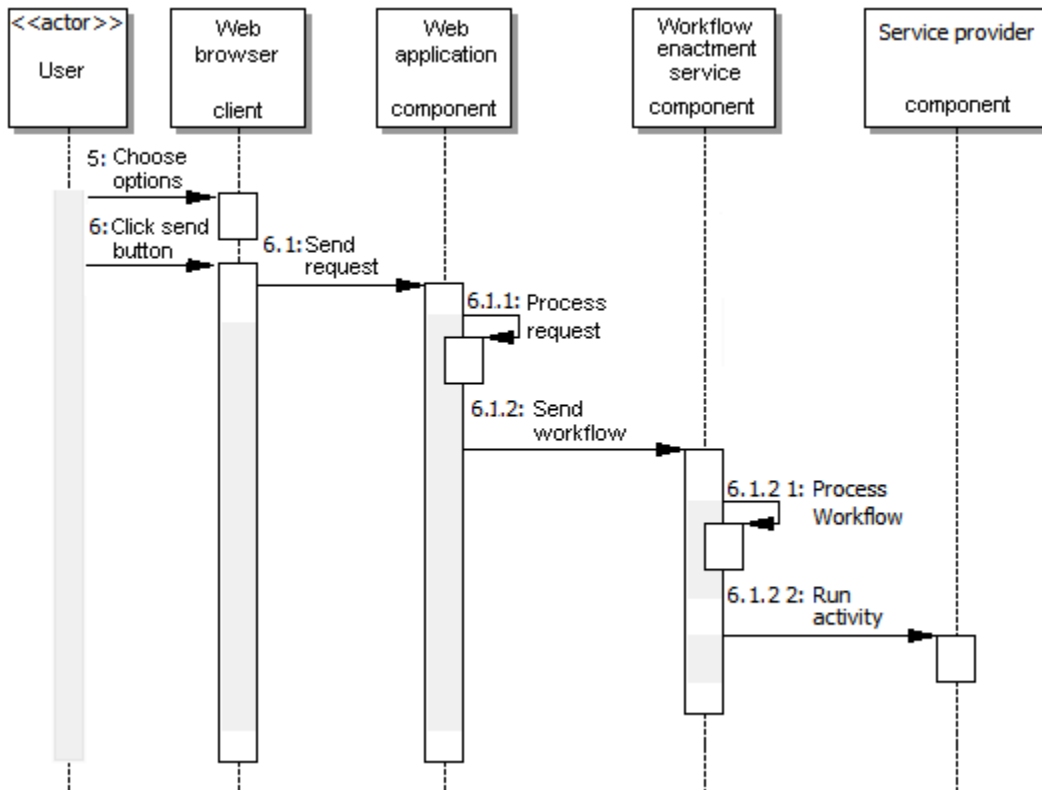 <<actor>>
User
Web
browser
client
Web
application
component
Workflow
enactment
service
component
Service provider
component
5: Choose
options
6:Click send
button
6.1:Send
request
6.1.1: Process
request
6.1.2: Send
workflow
6.1.2 1: Process
Workflow
6.1.2 2: Run
activity